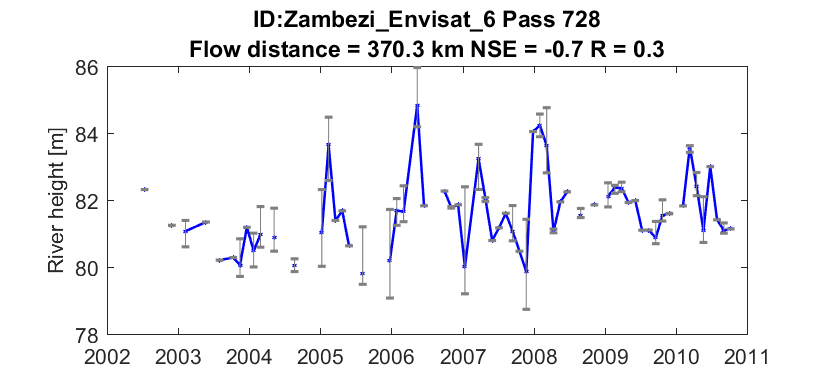 ID:Zambezi_Envisat_6 Pass 728
Flow distance = 370.3 km NSE = -0.7 R = 0.3
River height [m]
86
84
82
80
78
2002 2003 2004 2005 2006 2007 2008 2009 2010 2011